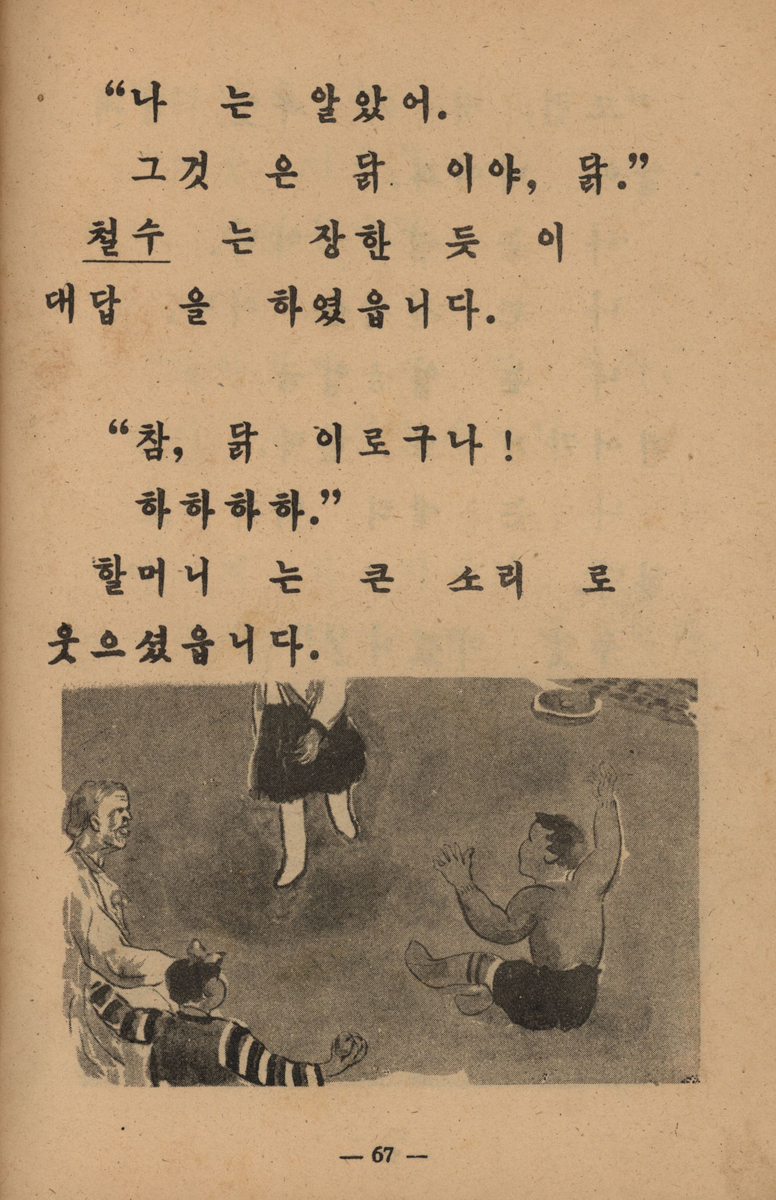 “나 는 알았어.
그것 은 닭 이야, 닭.”
철수 는 장한 듯 이
대답 을 하였읍니다.
“참, 닭 이로구나!
하하하하.”
할머니 는 큰 소리 로
웃으셨읍니다.
— 67 —